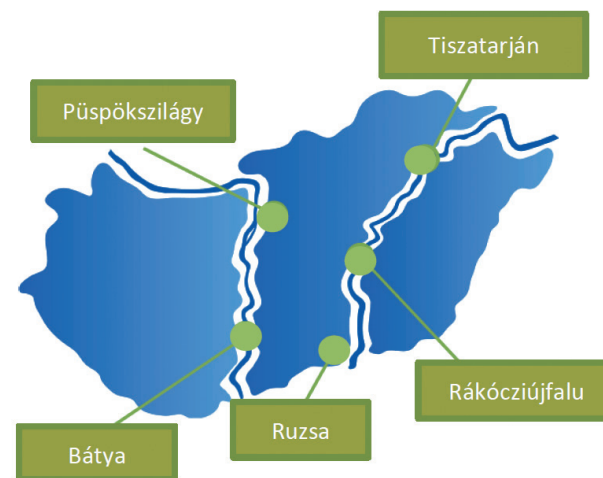 Tiszatarján
Püspökszilágy
Rákócziújfalu
Ruzsa
Bátya